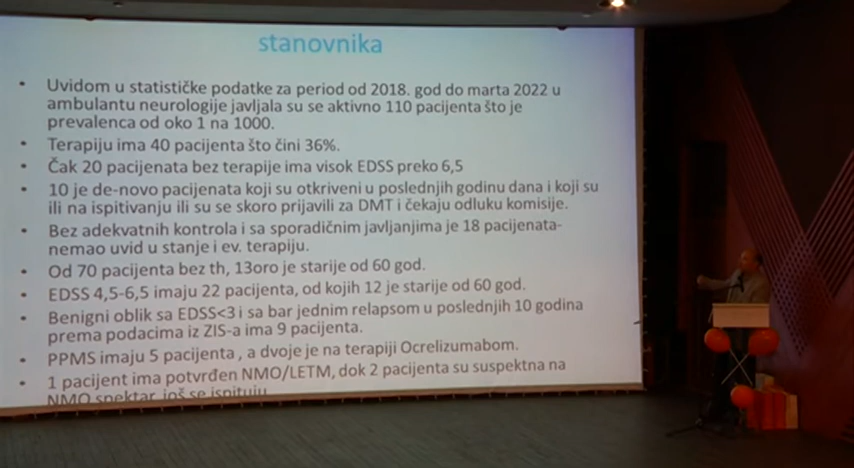 stanovnika
• Uvidom u statističke podatke za period od 2018. god do marta 2022 u
ambulantu neurologije javljala su se aktivno 110 pacijenta što je
prevalenca od oko 1 na 1000.
• Terapiju ima 40 pacijenta što čini 36%.
• Čak 20 pacijenata bez terapije ima visok EDSS preko 6,5
• 10 je de-novo pacijenata koji su otkriveni u poslednjih godinu dana i koji su
ili na ispitivanju ili su se skoro prijavili za DMT i čekaju odluku komisije.
• Bez adekvatnih kontrola i sa sporadičnim javljanjima je 18 pacijenata-
nemao uvid u stanje i ev. terapiju.
• Od 70 pacijenta bez th, 13oro je starije od 60 god.
• EDSS 4,5-6,5 imaju 22 pacijenta, od kojih 12 je starije od 60 god.
• Benigni oblik sa EDSS<3 i sa bar jednim relapsom u poslednjih 10 godina
prema podacima iz ZIS-a ima 9 pacijenta.
• PPMS imaju 5 pacijenta , a dvoje je na terapiji Ocrelizumabom.
• 1 pacijent ima potvrđen NMO/LETM, dok 2 pacijenta su suspektna na
NMO spektar, još se ispituju